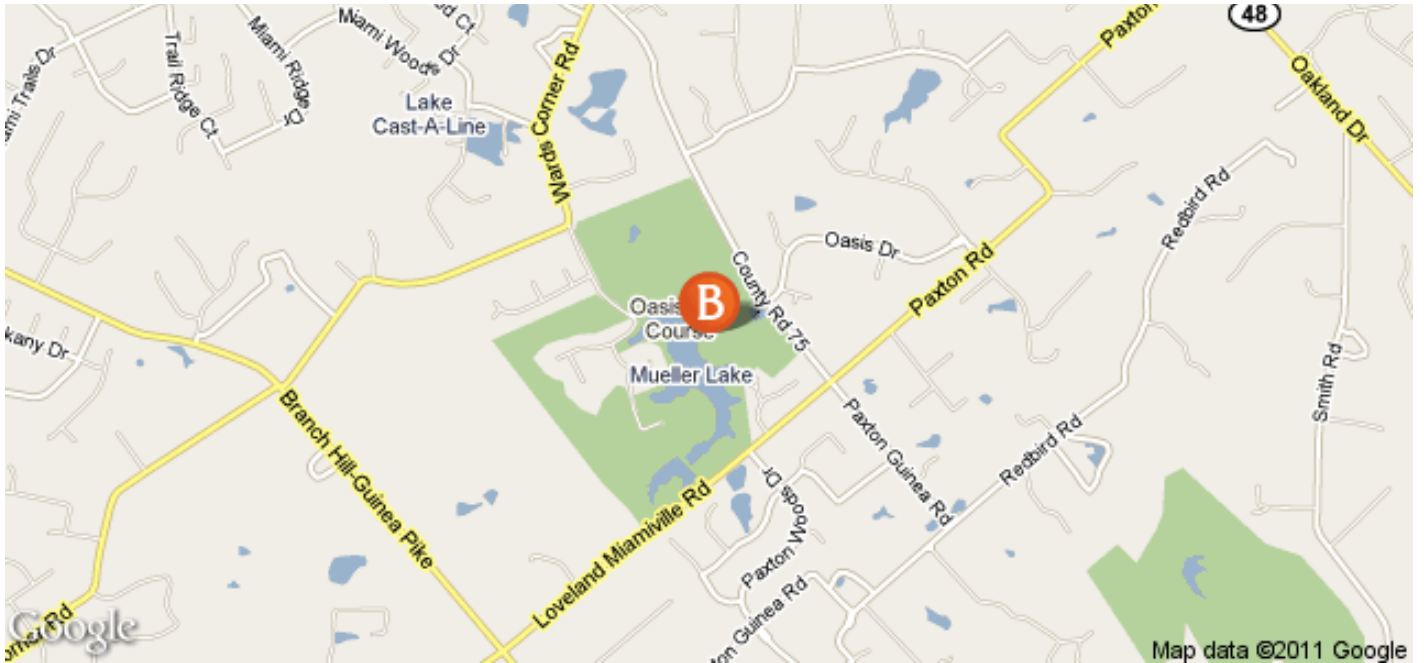 48
Paxton
Oakland Dr
Trail Ridge Ct
Miami Ridge Dr
Miami Woods Dr
Ct
Trails Dr
Wards Corner Rd
Lake
Cast-A-Line
Redbird Rd
Oasis Dr
County Rd 75
Paxton Rd
B
Oasis
Course
Mueller Lake
Smith Rd
Branch Hill-Guinea Pike
Paxton Guinea Rd
Redbird Rd
Loveland Miamiville Rd
Paxton Woods Dr
Guinea Rd
Rd
Google
Map data ©2011 Google